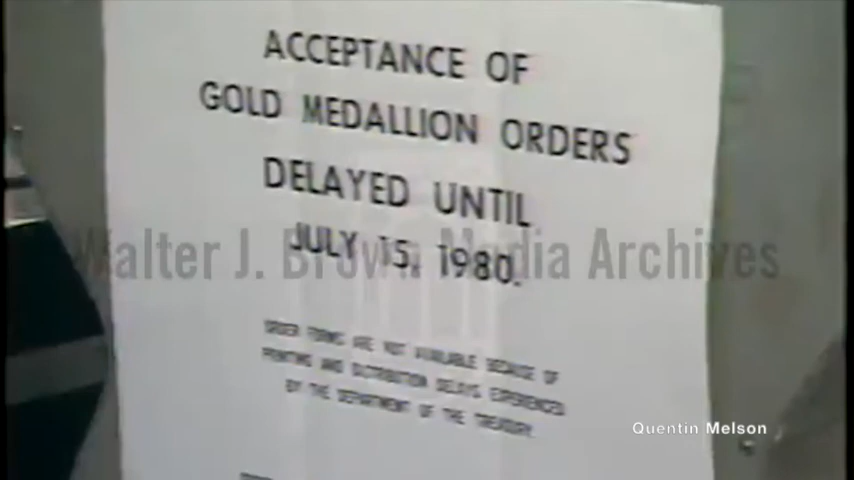 ACCEPTANCE OF
GOLD MEDALLION ORDERS
DELAYED UNTIL
JULY 15, 1980.
Walter J. Brown Media Archives
ORDER FORMS ARE NOT AVAILABLE BECAUSE OF
PRINTING AND DISTRIBUTION DELAYS EXPERIENCED
BY THE DEPARTMENT OF THE TREASURY.
Quentin Melson